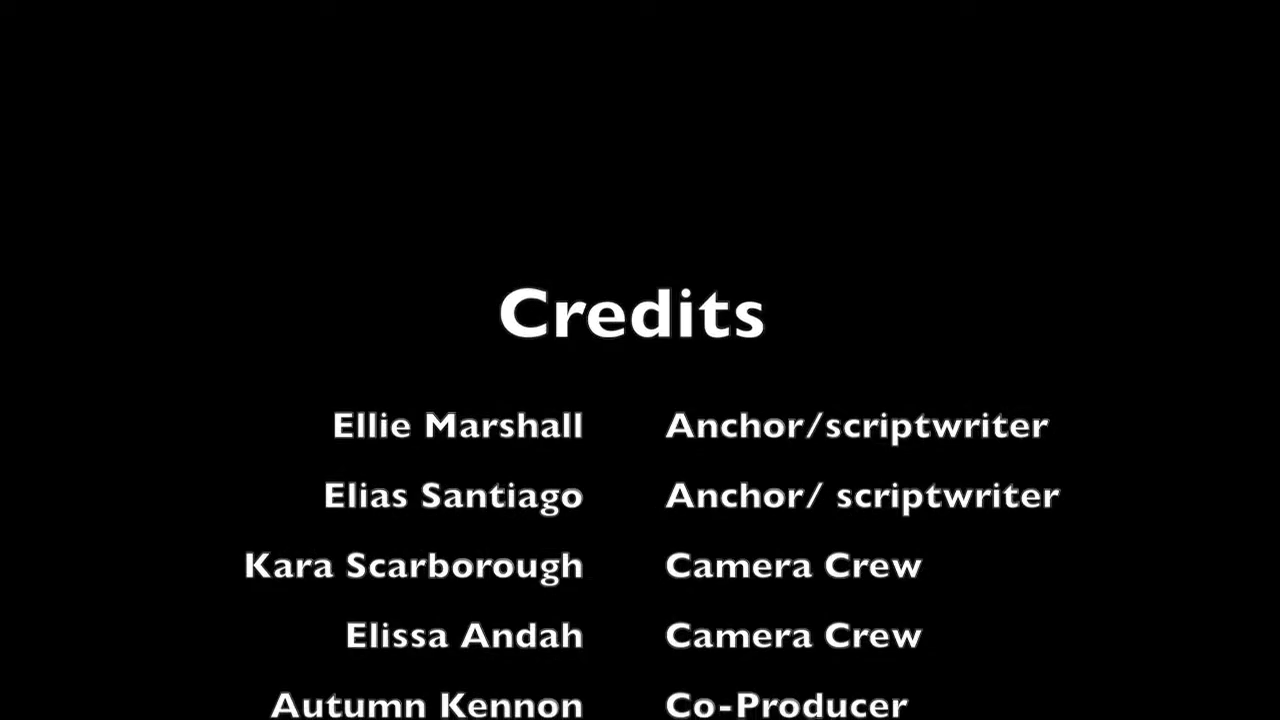 Credits
Ellie Marshall Anchor/scriptwriter
Elias Santiago Anchor/ scriptwriter
Kara Scarborough Camera Crew
Elissa Andah Camera Crew
Autumn Kennon Co-Producer